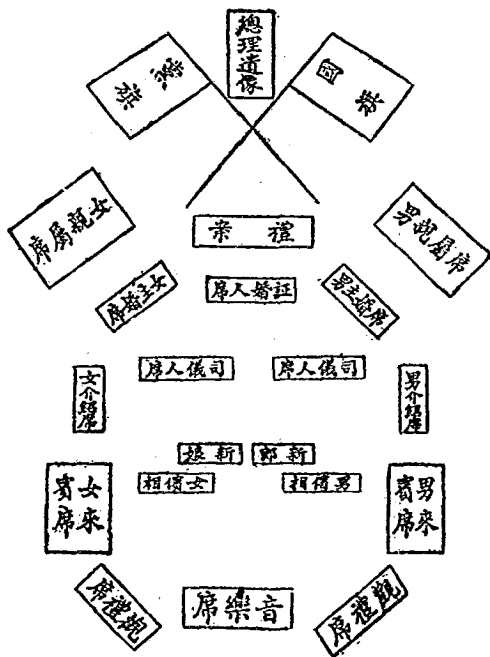 總理遺像
黨旗
國旗
女親屬席
男親屬席
禮案
女主婚席
証婚人席
男主婚席
司儀人席
司儀人席
女介紹席
男介紹席
新娘
新郎
女儐相
男儐相
女來賓席
男來賓席
觀禮席
音樂席
觀禮席